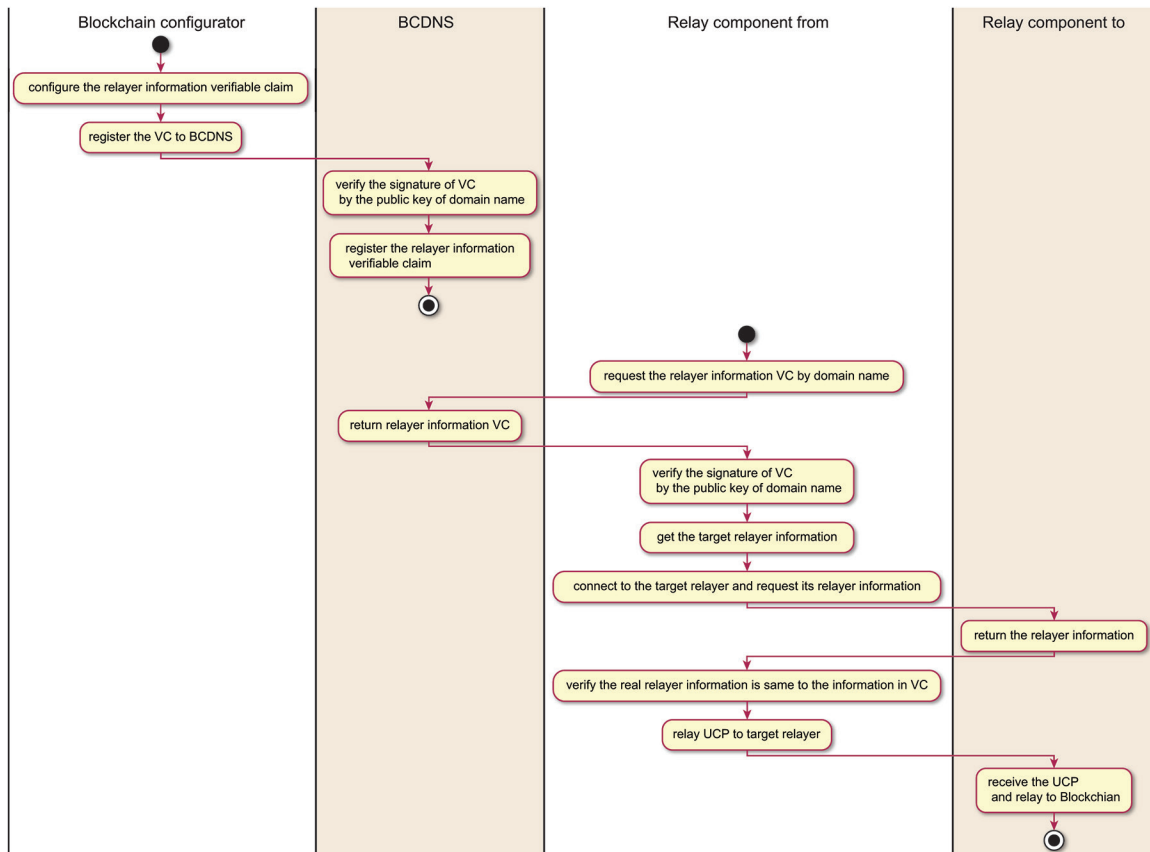 Blockchain configurator
BCDNS
Relay component from
Relay component to
configure the relayer information verifiable claim
register the VC to BCDNS
verify the signature of VC
by the public key of domain name
register the relayer information
verifiable claim
request the relayer information VC by domain name
return relayer information VC
verify the signature of VC
by the public key of domain name
get the target relayer information
connect to the target relayer and request its relayer information
return the relayer information
verify the real relayer information is same to the information in VC
relay UCP to target relayer
receive the UCP
and relay to Blockchian